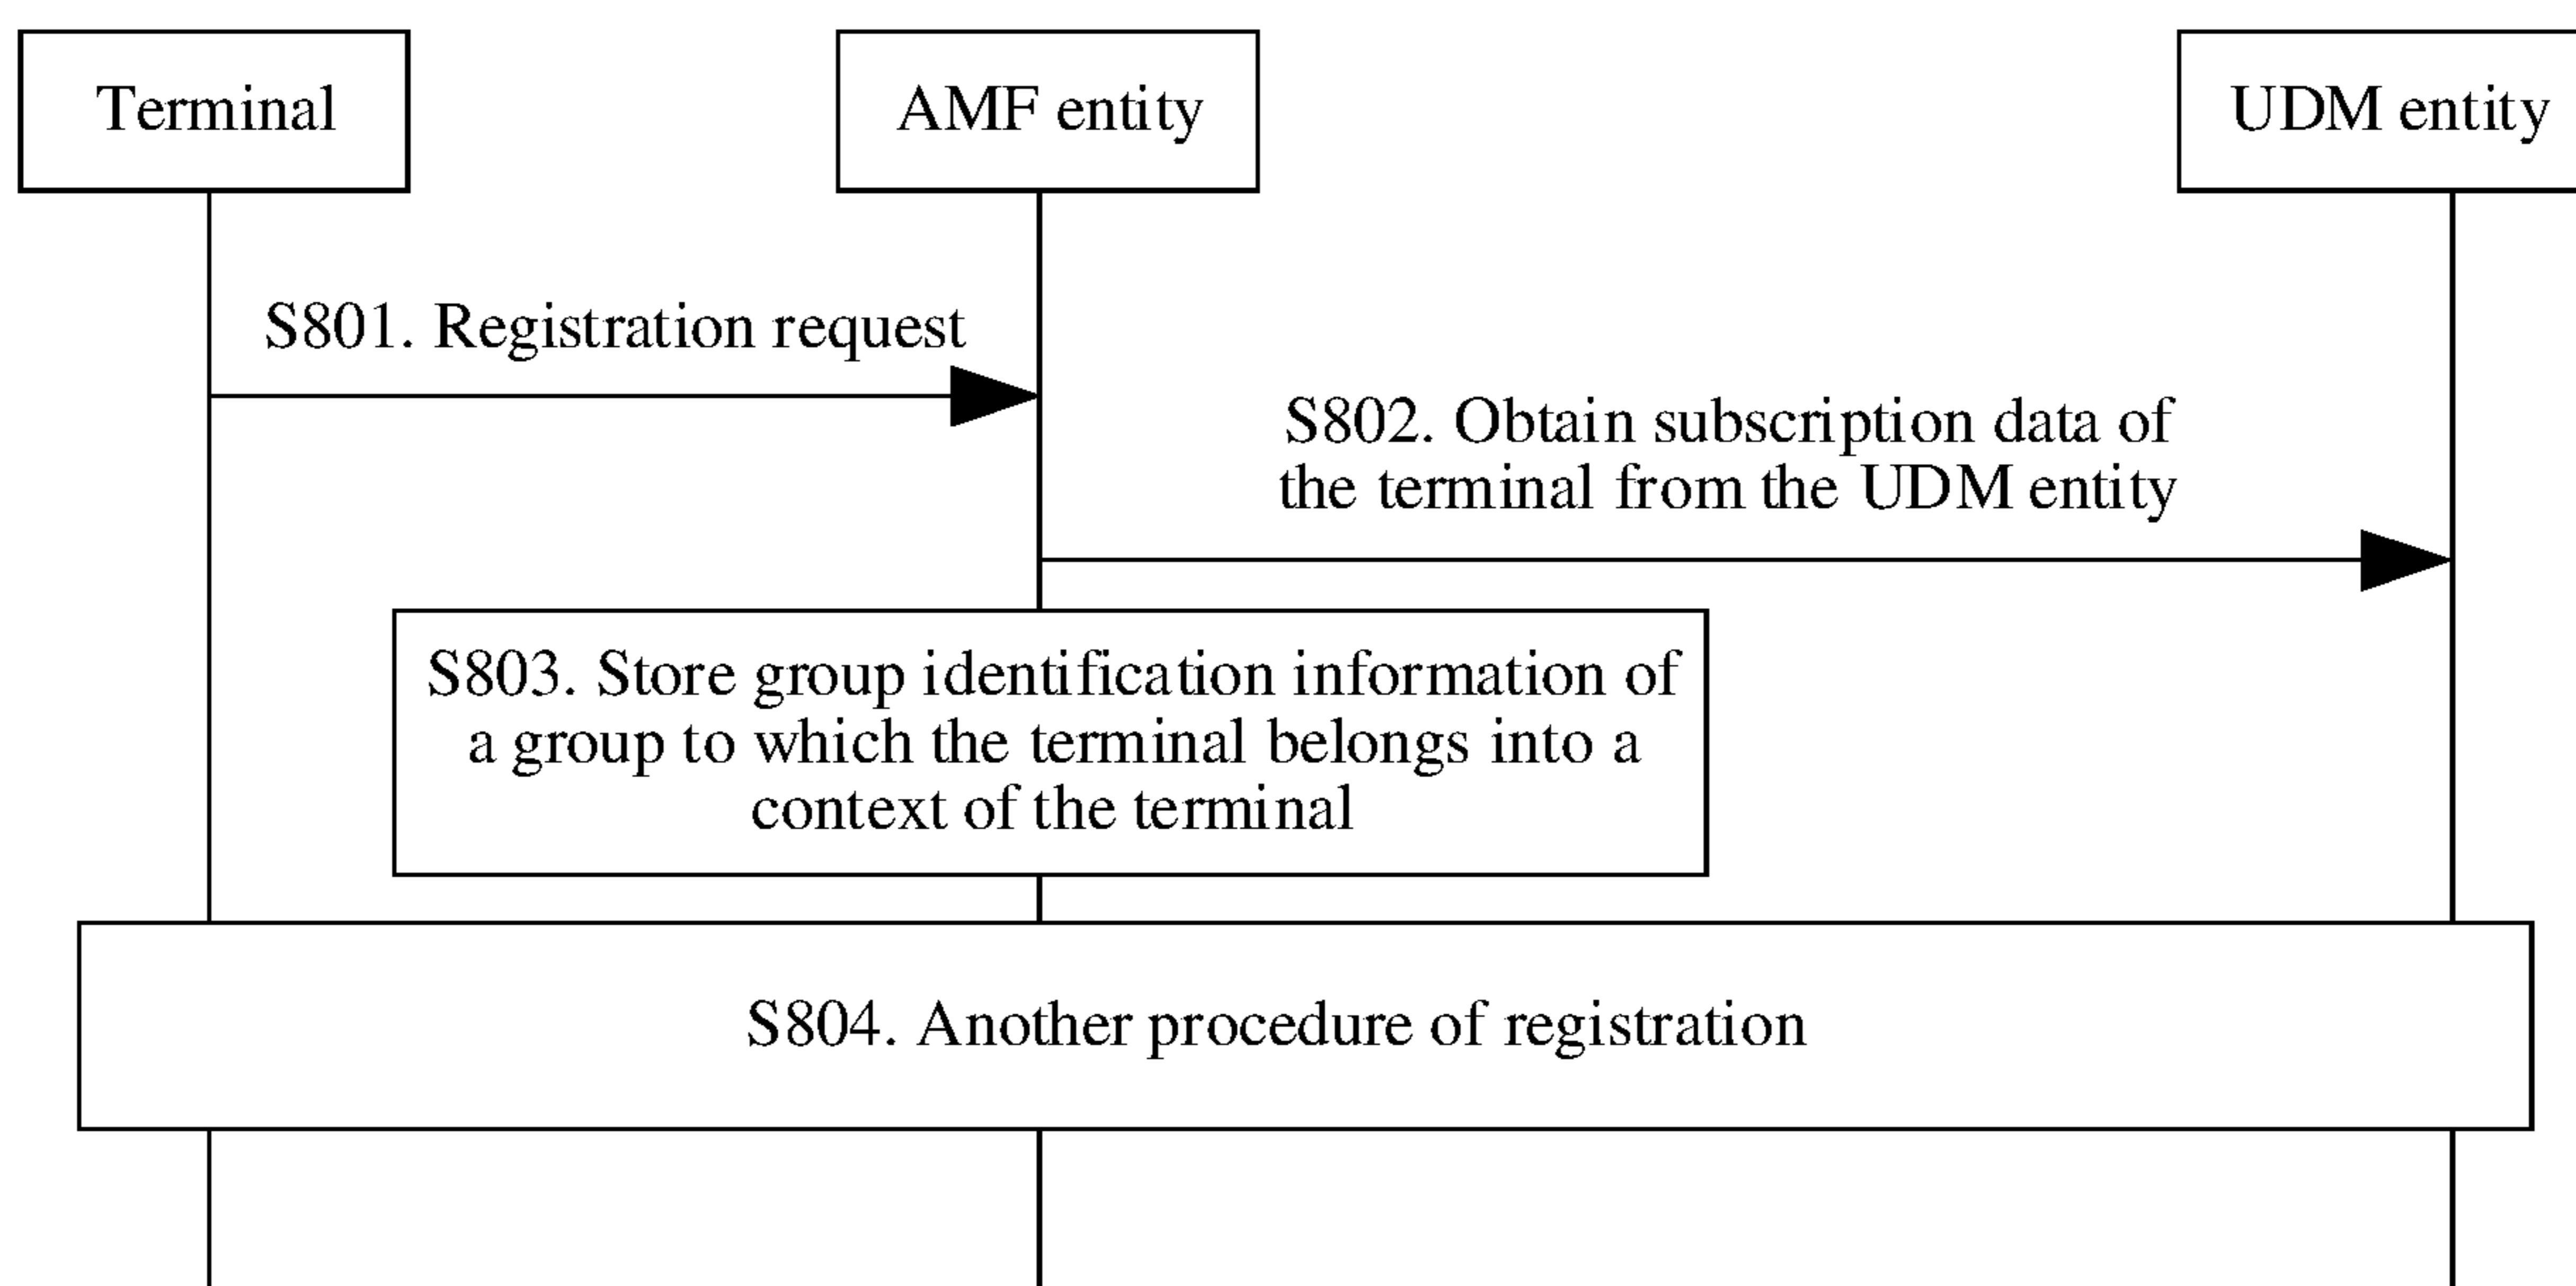 Terminal
AMF entity
UDM entity
S801. Registration request
S802. Obtain subscription data of
the terminal from the UDM entity
S803. Store group identification information of
a group to which the terminal belongs into a
context of the terminal
S804. Another procedure of registration